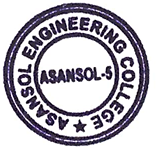 ASANSOL ENGINEERING COLLEGE ★
ASANSOL-5